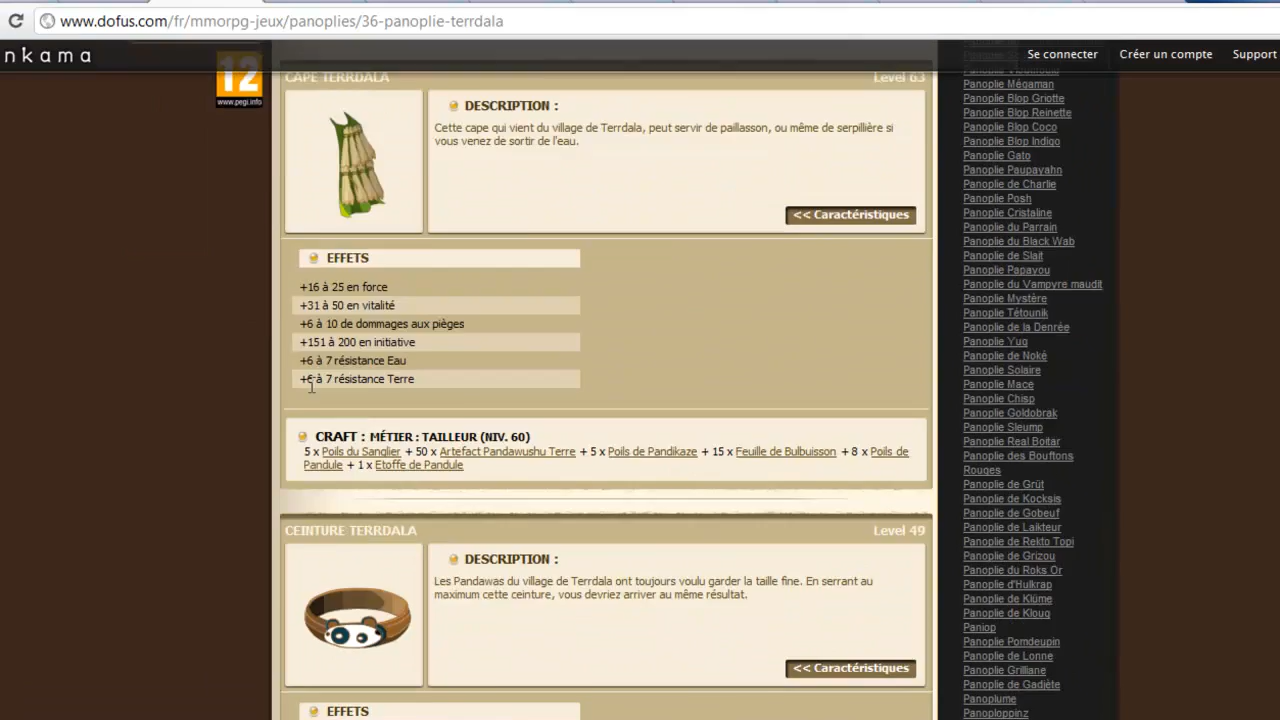 www.dofus.com/fr/mmorpg-jeux/panoplies/36-panoplie-terrdala
nkama
Se connecter Créer un compte Support
12
www.pegi.info
CAPE TERRDALA Level 63
DESCRIPTION :
Cette cape qui vient du village de Terrdala, peut servir de paillasson, ou même de serpillière si
vous venez de sortir de l'eau.
<< Caractéristiques
EFFETS
+16 à 25 en force
+31 à 50 en vitalité
+6 à 10 de dommages aux pièges
+151 à 200 en initiative
+6 à 7 résistance Eau
+6 à 7 résistance Terre
CRAFT : MÉTIER : TAILLEUR (NIV. 60)
5 x Poils du Sanglier + 50 x Artefact Pandawushu Terre + 5 x Poils de Pandikaze + 15 x Feuille de Bulbuisson + 8 x Poils de
Pandule + 1 x Etoffe de Pandule
CEINTURE TERRDALA Level 49
DESCRIPTION :
Les Pandawas du village de Terrdala ont toujours voulu garder la taille fine. En serrant au
maximum cette ceinture, vous devriez arriver au même résultat.
<< Caractéristiques
EFFETS
Panoplie Mégaman
Panoplie Blop Griotte
Panoplie Blop Reinette
Panoplie Blop Coco
Panoplie Blop Indigo
Panoplie Gato
Panoplie Paupayahn
Panoplie de Charlie
Panoplie Posh
Panoplie Cristaline
Panoplie du Parrain
Panoplie du Black Wab
Panoplie de Slait
Panoplie Papayou
Panoplie du Vampyre maudit
Panoplie Mystère
Panoplie Tétounik
Panoplie de la Denrée
Panoplie Yug
Panoplie de Noké
Panoplie Solaire
Panoplie Mace
Panoplie Chisp
Panoplie Goldobrak
Panoplie Sleump
Panoplie Real Boitar
Panoplie des Bouftons
Rouges
Panoplie de Grüt
Panoplie de Kocksis
Panoplie de Gobeuf
Panoplie de Laikteur
Panoplie de Rekto Topi
Panoplie de Grizou
Panoplie du Roks Or
Panoplie d'Hulkrap
Panoplie de Klüme
Panoplie de Kloug
Paniop
Panoplie Pomdeupin
Panoplie de Lonne
Panoplie Grilliane
Panoplie de Gadjète
Panoplume
Panoploppinz